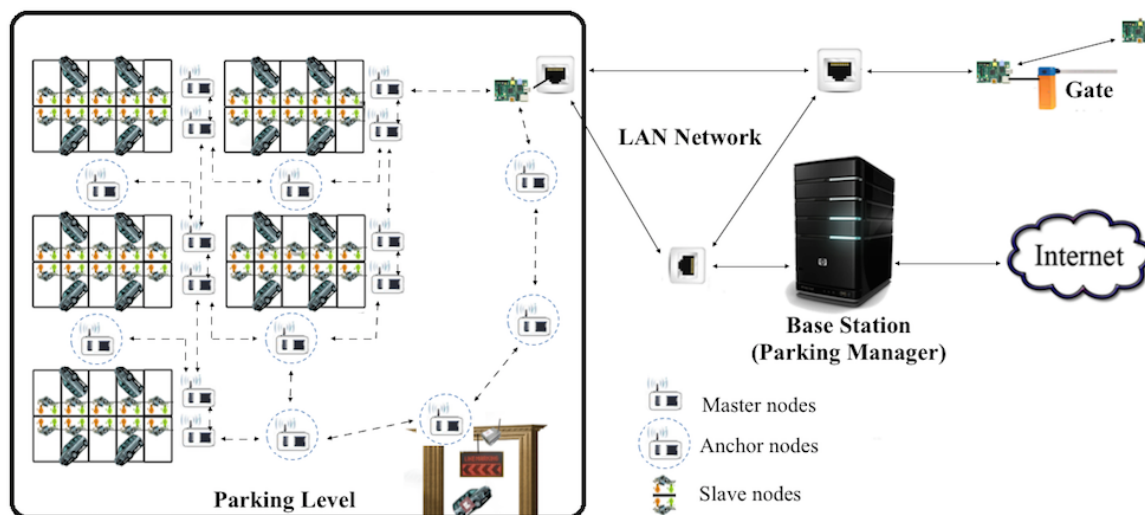 Gate
LAN Network
Internet
Base Station
(Parking Manager)
Master nodes
Anchor nodes
Slave nodes
Parking Level